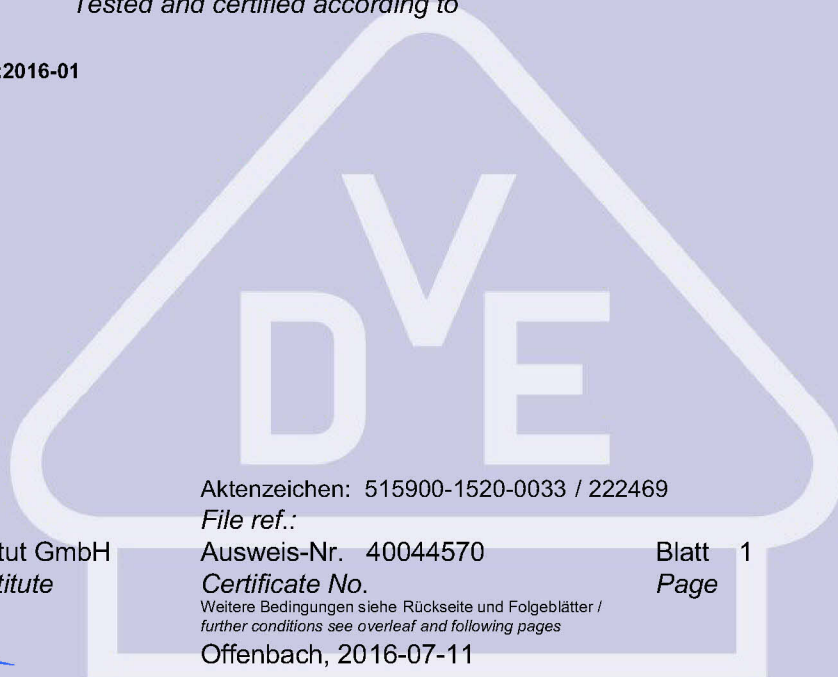 Tested and certified according to
:2016-01
VDE
Aktenzeichen: 515900-1520-0033 / 222469
File ref.:
tut GmbH Ausweis-Nr. 40044570 Blatt 1
titute Certificate No. Page
Weitere Bedingungen siehe Rückseite und Folgeblätter /
further conditions see overleaf and following pages
Offenbach, 2016-07-11